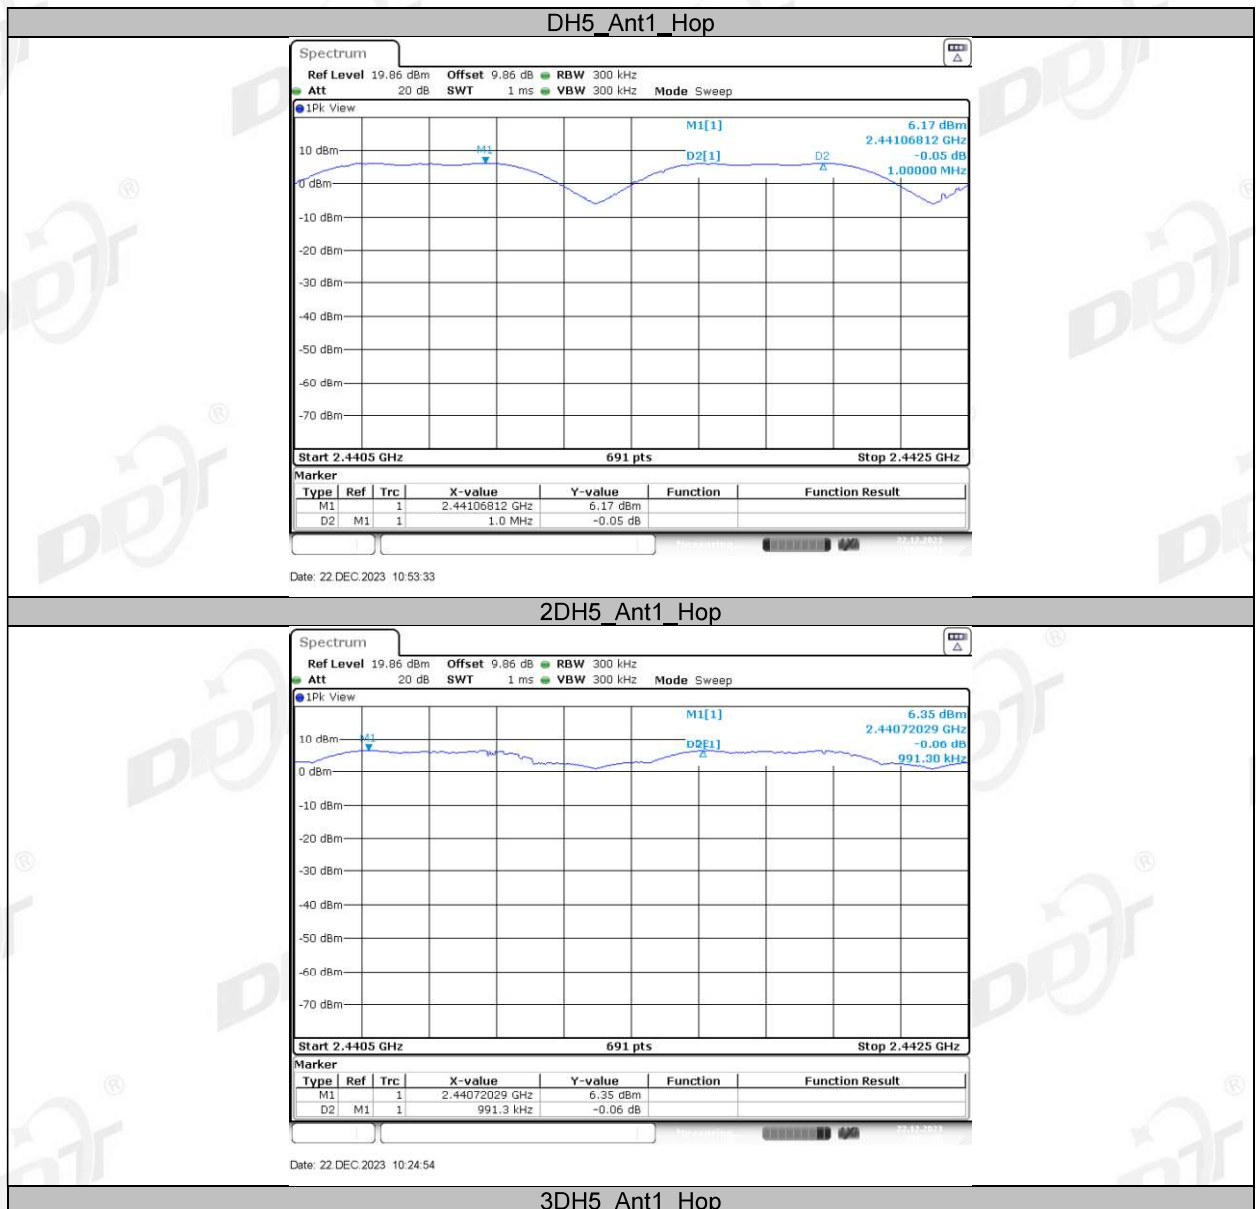 DH5_Ant1_Hop
Spectrum
Ref Level 19.86 dBm Offset 9.86 dB RBW 300 kHz
Att 20 dB SWT 1 ms VBW 300 kHz Mode Sweep
1Pk View
M1[1] 6.17 dBm
2.44106812 GHz
D2[1] -0.05 dB
1.00000 MHz
M1
D2
10 dBm
0 dBm
-10 dBm
-20 dBm
-30 dBm
-40 dBm
-50 dBm
-60 dBm
-70 dBm
Start 2.4405 GHz 691 pts Stop 2.4425 GHz
Marker
Type Ref Trc X-value Y-value Function Function Result
M1 1 2.44106812 GHz 6.17 dBm
D2 M1 1 1.0 MHz -0.05 dB
Measuring... 22.12.2023
Date: 22.DEC.2023 10:53:33
2DH5_Ant1_Hop
Spectrum
Ref Level 19.86 dBm Offset 9.86 dB RBW 300 kHz
Att 20 dB SWT 1 ms VBW 300 kHz Mode Sweep
1Pk View
M1[1] 6.35 dBm
2.44072029 GHz
-0.06 dB
991.30 kHz
M1
10 dBm
0 dBm
-10 dBm
-20 dBm
-30 dBm
-40 dBm
-50 dBm
-60 dBm
-70 dBm
Start 2.4405 GHz 691 pts Stop 2.4425 GHz
Marker
Type Ref Trc X-value Y-value Function Function Result
M1 1 2.44072029 GHz 6.35 dBm
D2 M1 1 991.3 kHz -0.06 dB
Measuring... 22.12.2023
Date: 22.DEC.2023 10:24:54
3DH5_Ant1_Hop